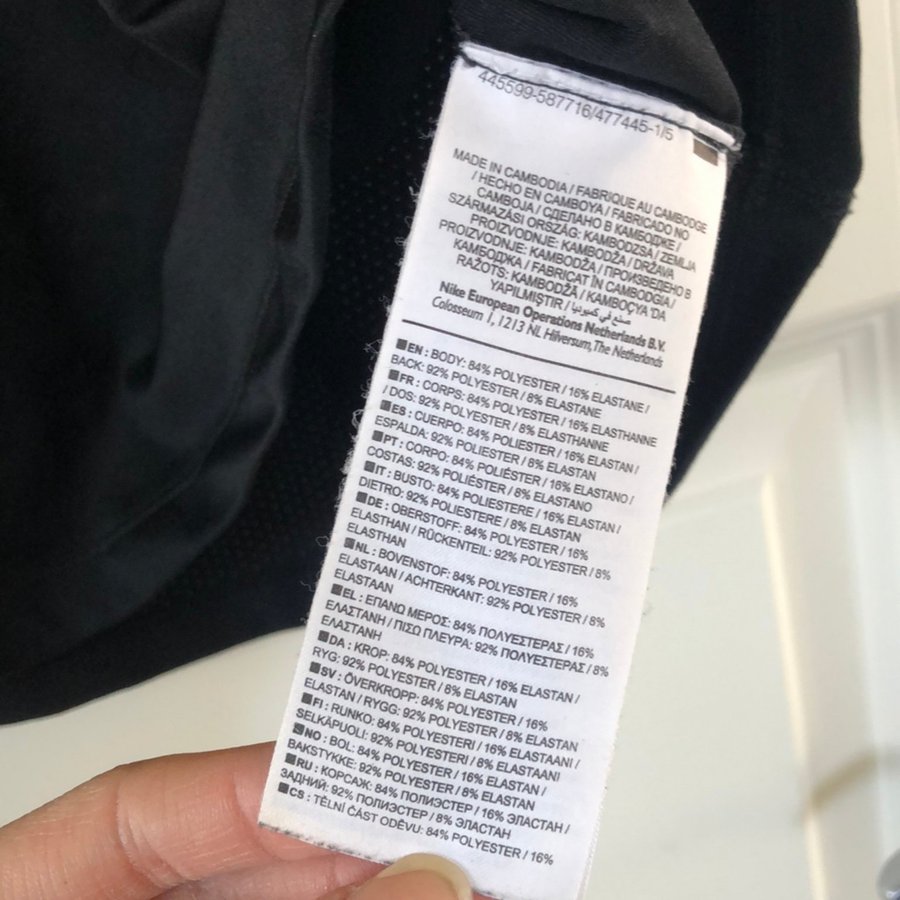 445599-587716/477445-1/5
MADE IN CAMBODIA / FABRIQUE AU CAMBODGE
/ HECHO EN CAMBOYA / FABRICADO NO
CAMBOJA / СДЕЛАНО В КАМБОДЖЕ /
SZÁRMAZÁSI ORSZÁG: KAMBODZSA / ZEMLJA
PROIZVODNJE: KAMBODŽA / DRŽAVA
PROIZVODNJE: KAMBODŽA / ПРОИЗВЕДЕНО В
КАМБОДЖА / FABRICAT ÎN CAMBODGIA /
RAŽOTS: KAMBODŽĀ / KAMBOÇYA 'DA
YAPILMIŞTIR / صنع في كمبوديا
Nike European Operations Netherlands B.V.
Colosseum 1, 1213 NL Hilversum, The Netherlands
EN : BODY: 84% POLYESTER / 16% ELASTANE /
BACK: 92% POLYESTER / 8% ELASTANE
FR : CORPS: 84% POLYESTER / 16% ELASTHANNE
/ DOS: 92% POLYESTER / 8% ELASTHANNE
ES : CUERPO: 84% POLIESTER / 16% ELASTAN /
ESPALDA: 92% POLIESTER / 8% ELASTAN
PT : CORPO: 84% POLIÉSTER / 16% ELASTANO /
COSTAS: 92% POLIÉSTER / 8% ELASTANO
IT : BUSTO: 84% POLIESTERE / 16% ELASTAN /
DIETRO: 92% POLIESTERE / 8% ELASTAN
DE : OBERSTOFF: 84% POLYESTER / 16%
ELASTHAN / RÜCKENTEIL: 92% POLYESTER / 8%
ELASTHAN
NL : BOVENSTOF: 84% POLYESTER / 16%
ELASTAAN / ACHTERKANT: 92% POLYESTER / 8%
ELASTAAN
EL : ΕΠΑΝΩ ΜΕΡΟΣ: 84% ΠΟΛΥΕΣΤΕΡΑΣ / 16%
ΕΛΑΣΤΑΝΗ / ΠΙΣΩ ΠΛΕΥΡΑ: 92% ΠΟΛΥΕΣΤΕΡΑΣ / 8%
ΕΛΑΣΤΑΝΗ
DA : KROP: 84% POLYESTER / 16% ELASTAN /
RYG: 92% POLYESTER / 8% ELASTAN
SV : ÖVERKROPP: 84% POLYESTER / 16%
ELASTAN / RYGG: 92% POLYESTER / 8% ELASTAN
FI : RUNKO: 84% POLYESTERI / 16% ELASTAANI /
SELKÄPUOLI: 92% POLYESTERI / 8% ELASTAANI
NO : BOL: 84% POLYESTER / 16% ELASTAN /
BAKSTYKKE: 92% POLYESTER / 8% ELASTAN
RU : КОРСАЖ: 84% ПОЛИЭСТЕР / 16% ЭЛАСТАН /
ЗАДНИЙ: 92% ПОЛИЭСТЕР / 8% ЭЛАСТАН
CS : TĚLNÍ ČÁST ODĚVU: 84% POLYESTER / 16%